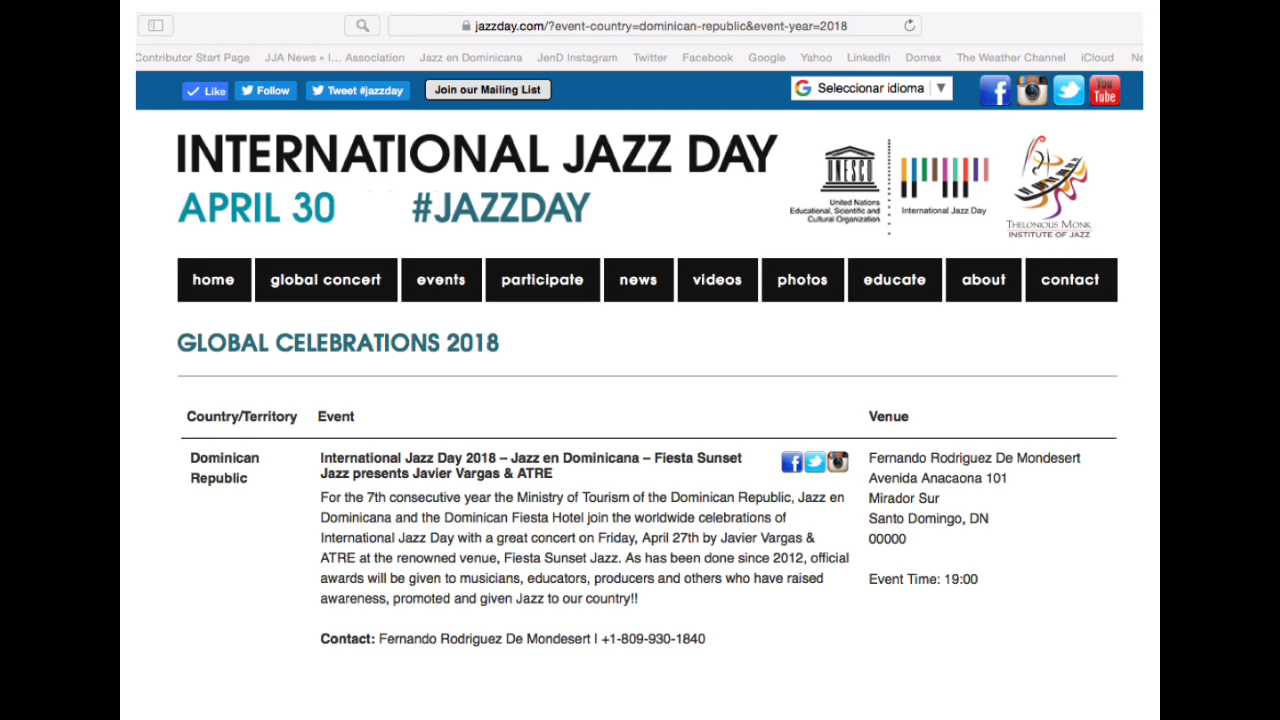 jazzday.com/?event-country=dominican-republic&event-year=2018
Contributor Start Page JJA News » I... Association Jazz en Dominicana JenD Instagram Twitter Facebook Google Yahoo LinkedIn Domex The Weather Channel iCloud Ne
Like Follow Tweet #jazzday Join our Mailing List Seleccionar idioma You Tube
INTERNATIONAL JAZZ DAY
APRIL 30 #JAZZDAY
UNESCO
United Nations
Educational, Scientific and
Cultural Organization
International Jazz Day
THELONIOUS MONK
INSTITUTE OF JAZZ
home global concert events participate news videos photos educate about contact
GLOBAL CELEBRATIONS 2018
Country/Territory Event Venue
Dominican
Republic
International Jazz Day 2018 – Jazz en Dominicana – Fiesta Sunset
Jazz presents Javier Vargas & ATRE
For the 7th consecutive year the Ministry of Tourism of the Dominican Republic, Jazz en
Dominicana and the Dominican Fiesta Hotel join the worldwide celebrations of
International Jazz Day with a great concert on Friday, April 27th by Javier Vargas &
ATRE at the renowned venue, Fiesta Sunset Jazz. As has been done since 2012, official
awards will be given to musicians, educators, producers and others who have raised
awareness, promoted and given Jazz to our country!!
Contact: Fernando Rodriguez De Mondesert | +1-809-930-1840
Fernando Rodriguez De Mondesert
Avenida Anacaona 101
Mirador Sur
Santo Domingo, DN
00000
Event Time: 19:00